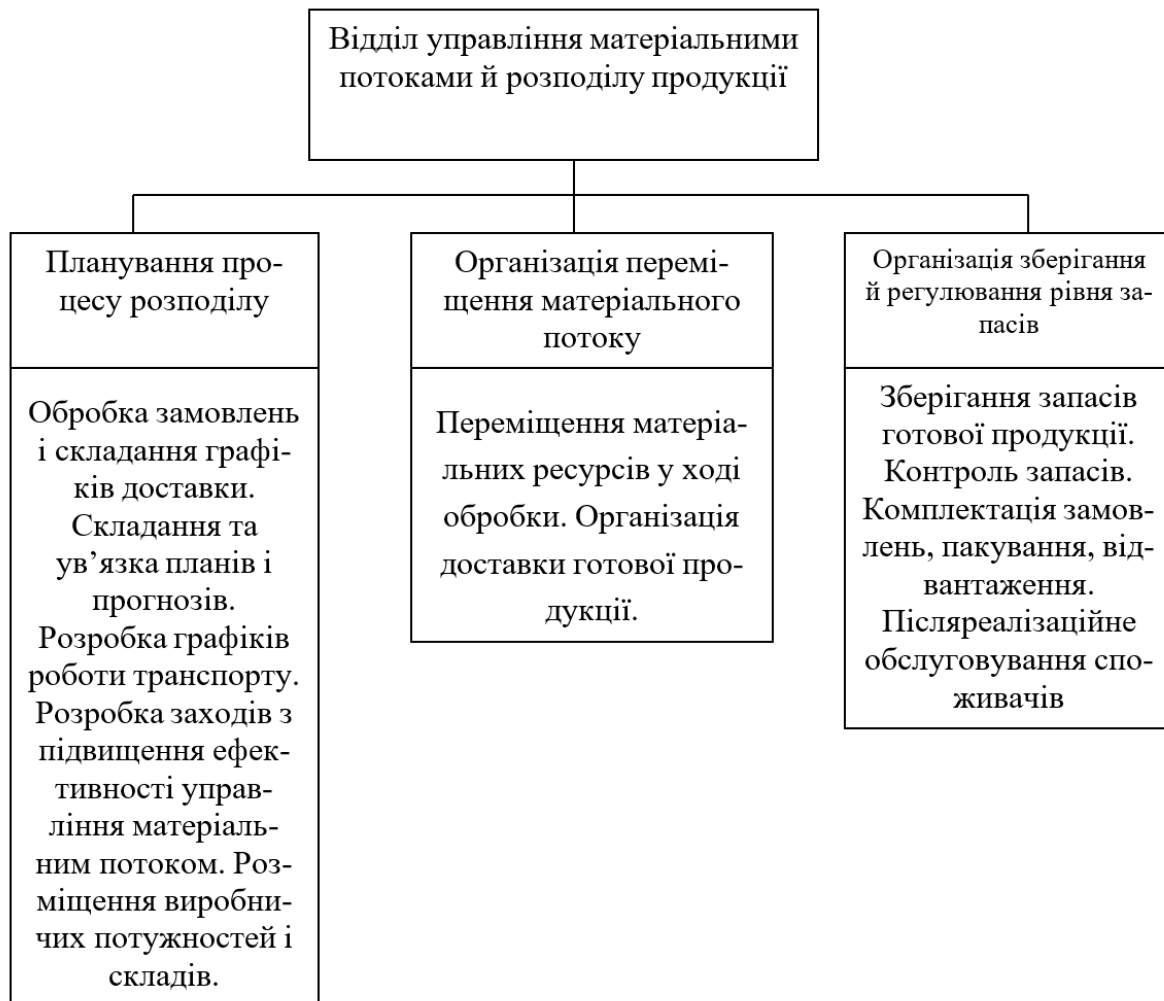 Відділ управління матеріальними
потоками й розподілу продукції
Планування про-
цесу розподілу
Обробка замовлень
і складання графі-
ків доставки.
Складання та
ув’язка планів і
прогнозів.
Розробка графіків
роботи транспорту.
Розробка заходів з
підвищення ефек-
тивності управ-
ління матеріаль-
ним потоком. Роз-
міщення виробни-
чих потужностей і
складів.
Організація перемі-
щення матеріального
потоку
Переміщення матеріа-
льних ресурсів у ході
обробки. Організація
доставки готової про-
дукції.
Організація зберігання
й регулювання рівня за-
пасів
Зберігання запасів
готової продукції.
Контроль запасів.
Комплектація замов-
лень, пакування, від-
вантаження.
Післяреалізаційне
обслуговування спо-
живачів